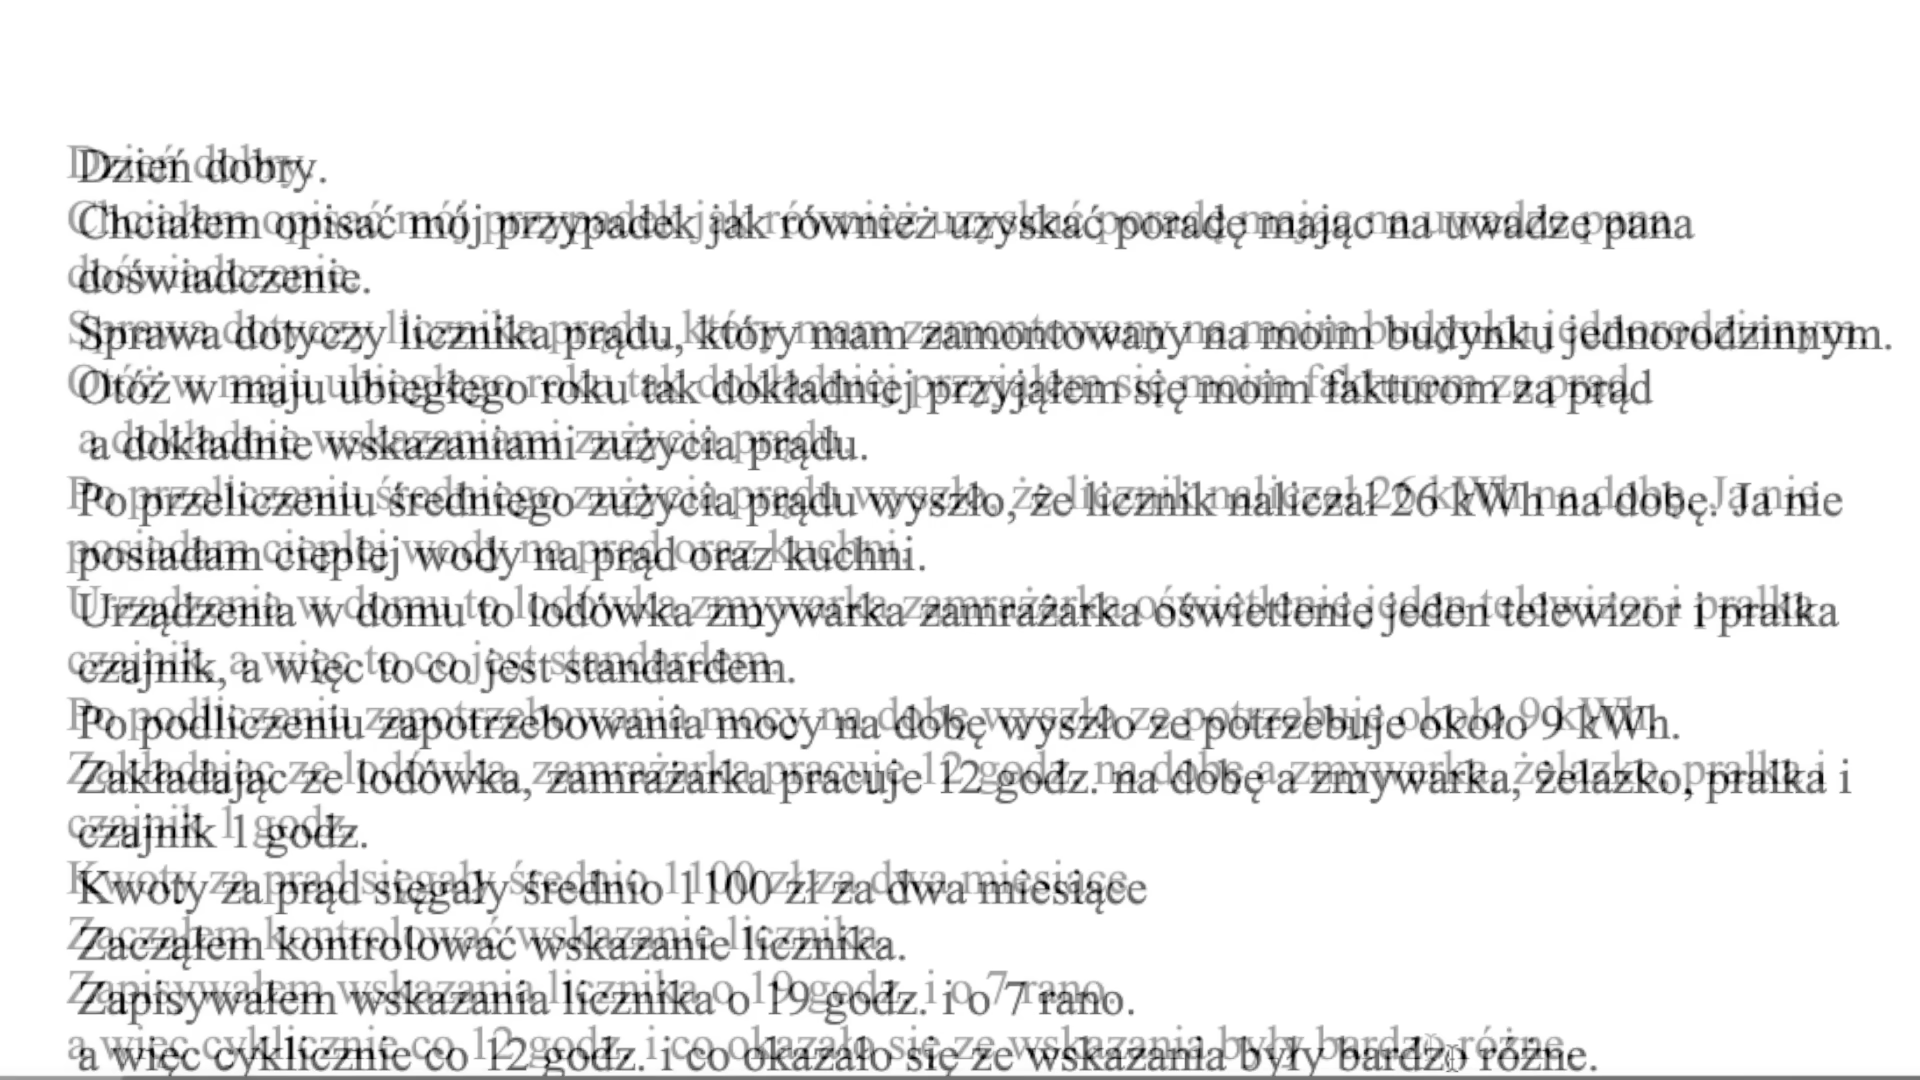 Dzień dobry.
Chciałem opisać mój przypadek jak również uzyskać poradę mając na uwadze pana
doświadczenie.
Sprawa dotyczy licznika prądu, który mam zamontowany na moim budynku jednorodzinnym.
Otóż w maju ubiegłego roku tak dokładniej przyjąłem się moim fakturom za prąd
a dokładnie wskazaniami zużycia prądu.
Po przeliczeniu średniego zużycia prądu wyszło, że licznik naliczał 26 kWh na dobę. Ja nie
posiadam ciepłej wody na prąd oraz kuchni.
Urządzenia w domu to lodówka zmywarka zamrażarka oświetlenie jeden telewizor i pralka
czajnik, a więc to co jest standardem.
Po podliczeniu zapotrzebowania mocy na dobę wyszło ze potrzebuje około 9 kWh.
Zakładając ze lodówka, zamrażarka pracuje 12 godz. na dobę a zmywarka, żelazko, pralka i
czajnik 1 godz.
Kwoty za prąd sięgały średnio 1100 zł za dwa miesiące
Zacząłem kontrolować wskazanie licznika.
Zapisywałem wskazania licznika o 19 godz. i o 7 rano.
a więc cyklicznie co 12 godz. i co okazało się ze wskazania były bardzo różne.